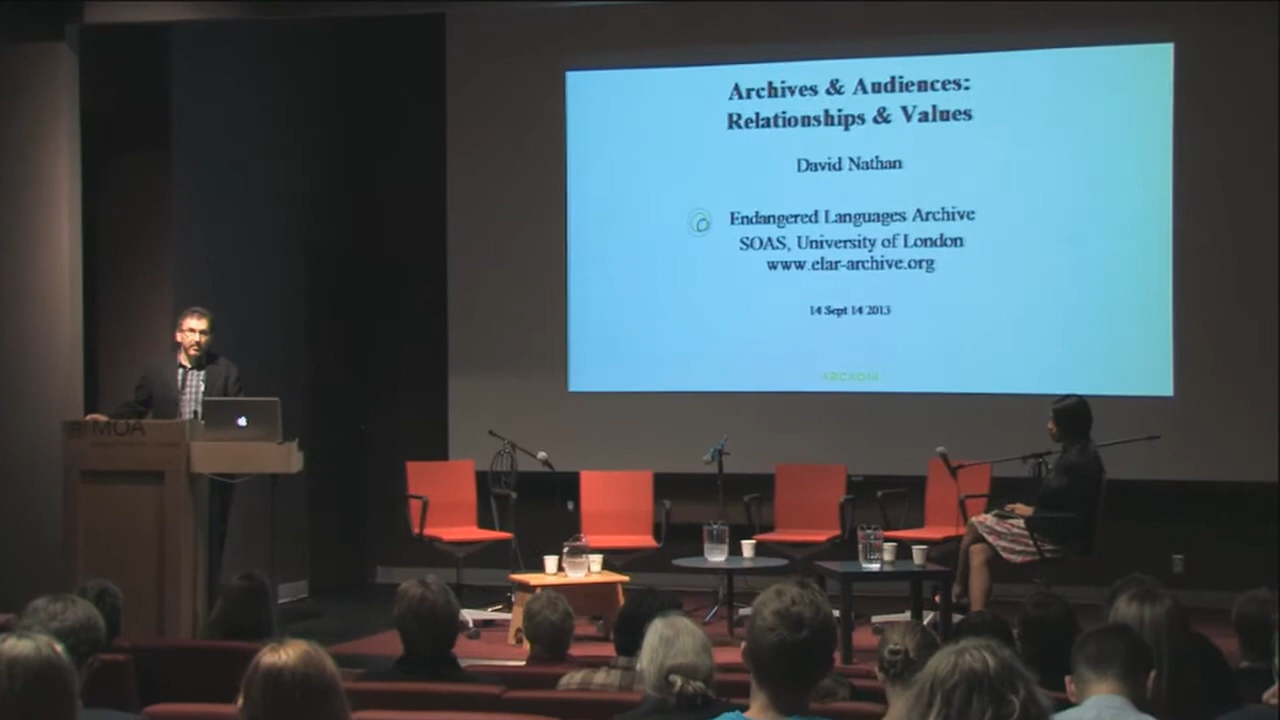 Archives & Audiences:
Relationships & Values
David Nathan
Endangered Languages Archive
SOAS, University of London
www.elar-archive.org
14 Sept 14 2013
ARCADIA
MOA